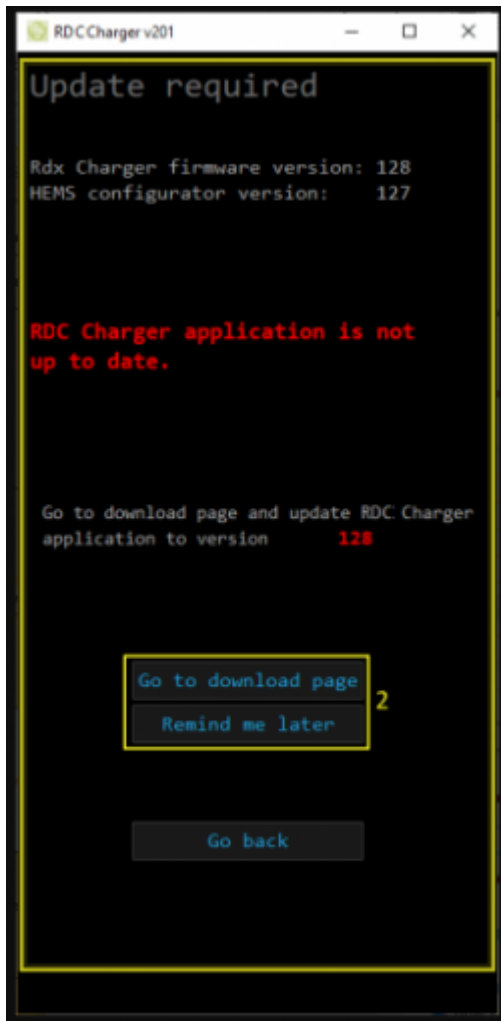 RDCCharger v201
Update required
Rdx Charger firmware version: 128
HEMS configurator version: 127
RDC Charger application is not
up to date.
Go to download page and update RDC Charger
application to version 128
Go to download page
2
Remind me later
Go back